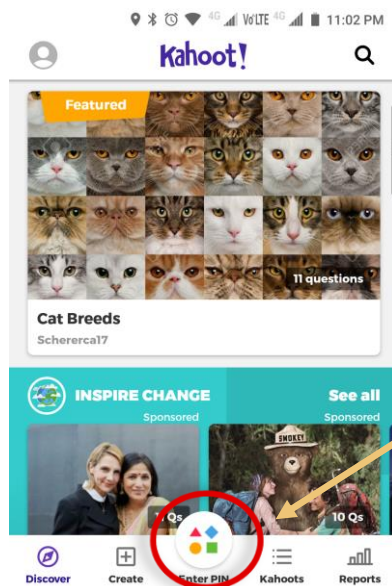 4G VoLTE 4G 11:02 PM
Kahoot!
Featured
11 questions
Cat Breeds
Schererca17
INSPIRE CHANGE See all
Sponsored Sponsored
SMOKEY
Qs 10 Qs
Discover Create Enter PIN Kahoots Reports